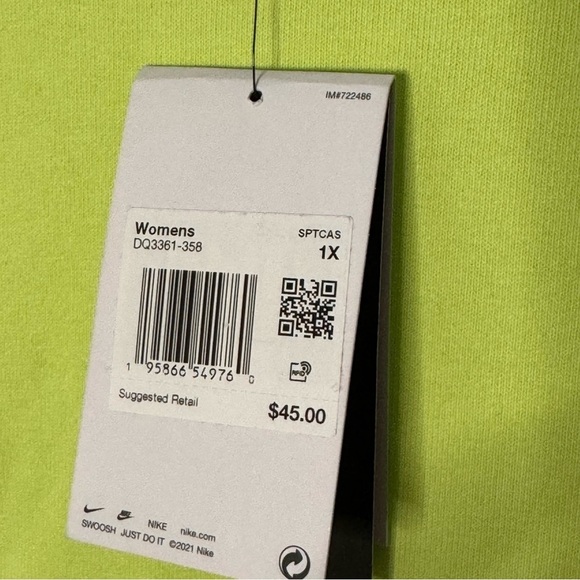 IM#722486
Womens SPTCAS
DQ3361-358 1X
1 95866 54976 0
RFID
Suggested Retail $45.00
NIKE nike.com
SWOOSH JUST DO IT ©2021 Nike